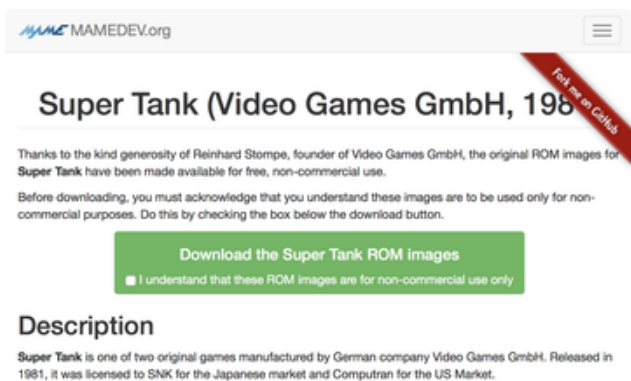 MAME MAMEDEV.org
Fork me on GitHub
Super Tank (Video Games GmbH, 198
Thanks to the kind generosity of Reinhard Stompe, founder of Video Games GmbH, the original ROM images for
Super Tank have been made available for free, non-commercial use.
Before downloading, you must acknowledge that you understand these images are to be used only for non-
commercial purposes. Do this by checking the box below the download button.
Download the Super Tank ROM images
I understand that these ROM images are for non-commercial use only
Description
Super Tank is one of two original games manufactured by German company Video Games GmbH. Released in
1981, it was licensed to SNK for the Japanese market and Computran for the US Market.